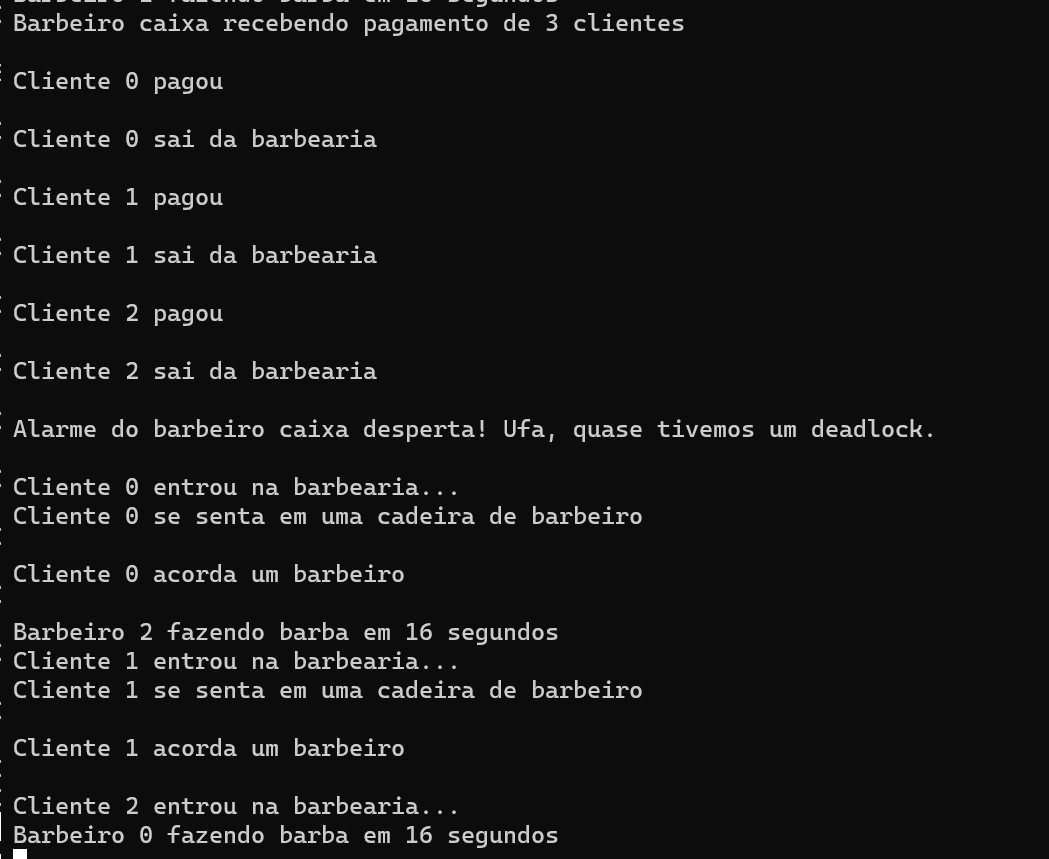 Barbeiro caixa recebendo pagamento de 3 clientes
Cliente 0 pagou
Cliente 0 sai da barbearia
Cliente 1 pagou
Cliente 1 sai da barbearia
Cliente 2 pagou
Cliente 2 sai da barbearia
Alarme do barbeiro caixa desperta! Ufa, quase tivemos um deadlock.
Cliente 0 entrou na barbearia...
Cliente 0 se senta em uma cadeira de barbeiro
Cliente 0 acorda um barbeiro
Barbeiro 2 fazendo barba em 16 segundos
Cliente 1 entrou na barbearia...
Cliente 1 se senta em uma cadeira de barbeiro
Cliente 1 acorda um barbeiro
Cliente 2 entrou na barbearia...
Barbeiro 0 fazendo barba em 16 segundos